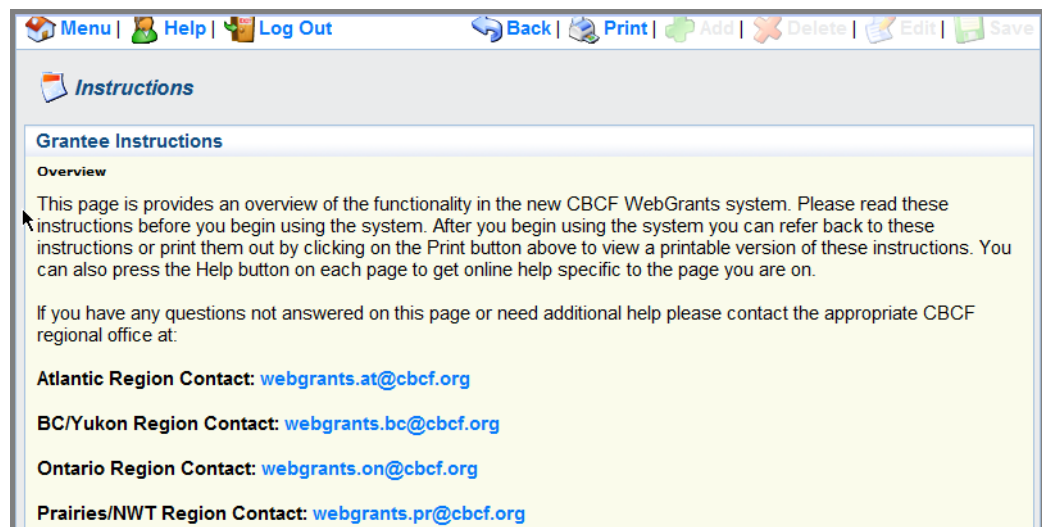 Menu | Help | Log Out Back | Print | Add | Delete | Edit | Save
Instructions
Grantee Instructions
Overview
This page is provides an overview of the functionality in the new CBCF WebGrants system. Please read these
instructions before you begin using the system. After you begin using the system you can refer back to these
instructions or print them out by clicking on the Print button above to view a printable version of these instructions. You
can also press the Help button on each page to get online help specific to the page you are on.
If you have any questions not answered on this page or need additional help please contact the appropriate CBCF
regional office at:
Atlantic Region Contact: webgrants.at@cbcf.org
BC/Yukon Region Contact: webgrants.bc@cbcf.org
Ontario Region Contact: webgrants.on@cbcf.org
Prairies/NWT Region Contact: webgrants.pr@cbcf.org